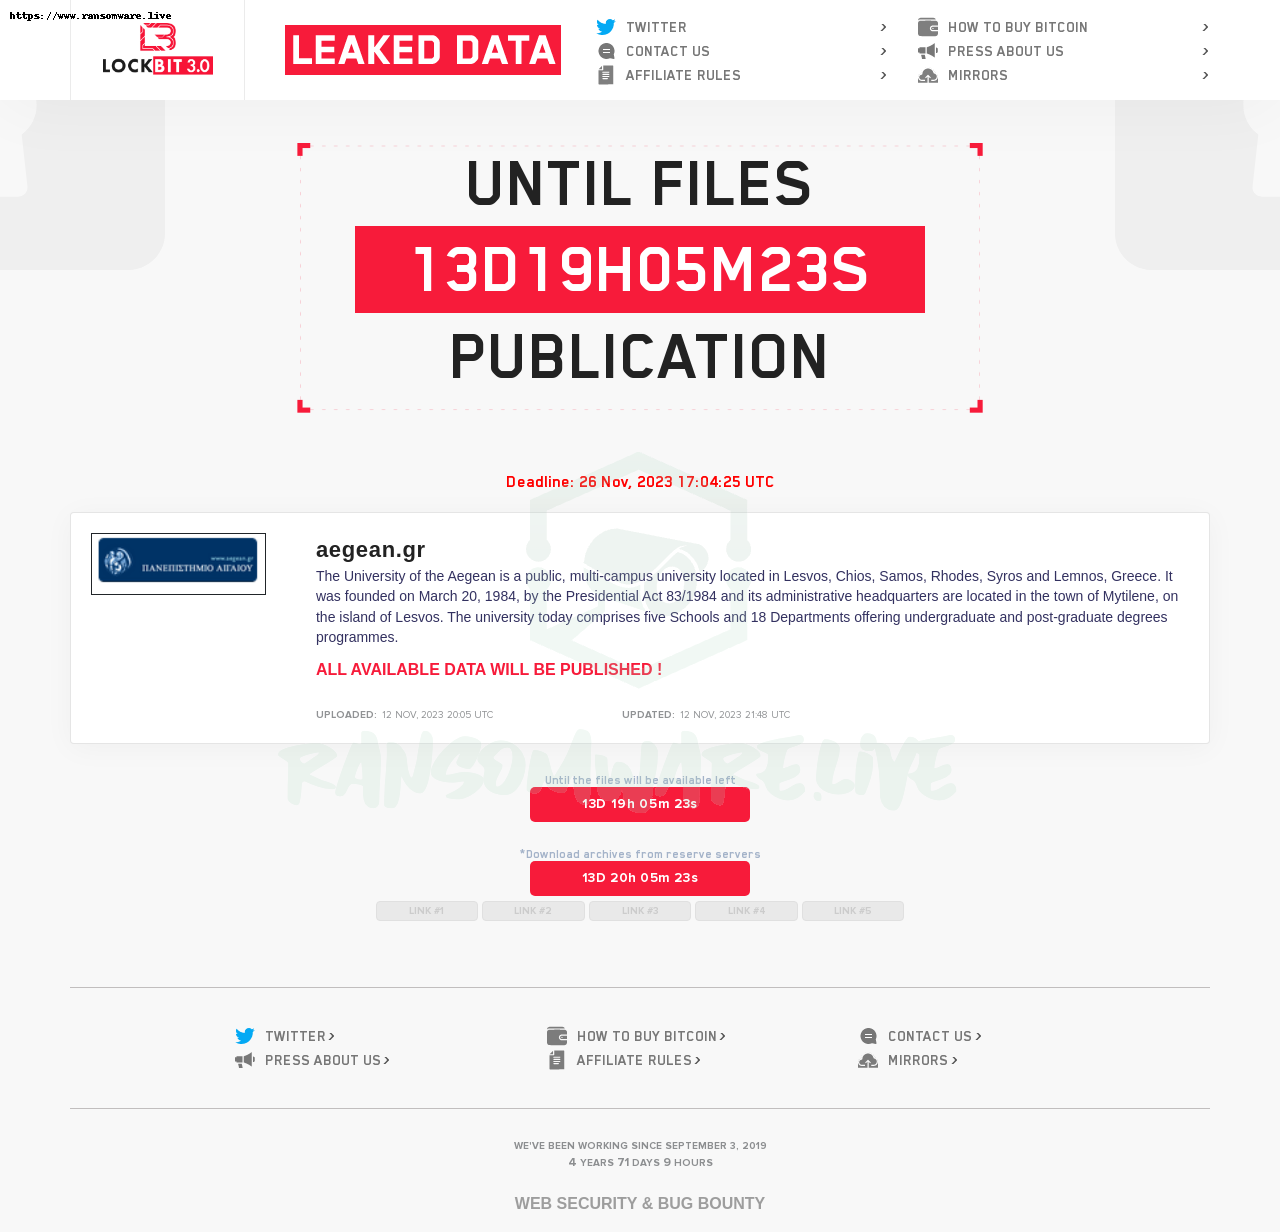 https://www.ransomware.live
LOCKBIT 3.0
LEAKED DATA
TWITTER >
CONTACT US >
AFFILIATE RULES >
HOW TO BUY BITCOIN >
PRESS ABOUT US >
MIRRORS >
UNTIL FILES
13D19H05M23S
PUBLICATION
Deadline: 26 Nov, 2023 17:04:25 UTC
www.aegean.gr
ΠΑΝΕΠΙΣΤΗΜΙΟ ΑΙΓΑΙΟΥ
aegean.gr
The University of the Aegean is a public, multi-campus university located in Lesvos, Chios, Samos, Rhodes, Syros and Lemnos, Greece. It
was founded on March 20, 1984, by the Presidential Act 83/1984 and its administrative headquarters are located in the town of Mytilene, on
the island of Lesvos. The university today comprises five Schools and 18 Departments offering undergraduate and post-graduate degrees
programmes.
ALL AVAILABLE DATA WILL BE PUBLISHED !
UPLOADED: 12 NOV, 2023 20:05 UTC
UPDATED: 12 NOV, 2023 21:48 UTC
RANSOMWARE.LIVE
Until the files will be available left
13D 19h 05m 23s
*Download archives from reserve servers
13D 20h 05m 23s
LINK #1 LINK #2 LINK #3 LINK #4 LINK #5
TWITTER >
PRESS ABOUT US >
HOW TO BUY BITCOIN >
AFFILIATE RULES >
CONTACT US >
MIRRORS >
WE'VE BEEN WORKING SINCE SEPTEMBER 3, 2019
4 YEARS 71 DAYS 9 HOURS
WEB SECURITY & BUG BOUNTY